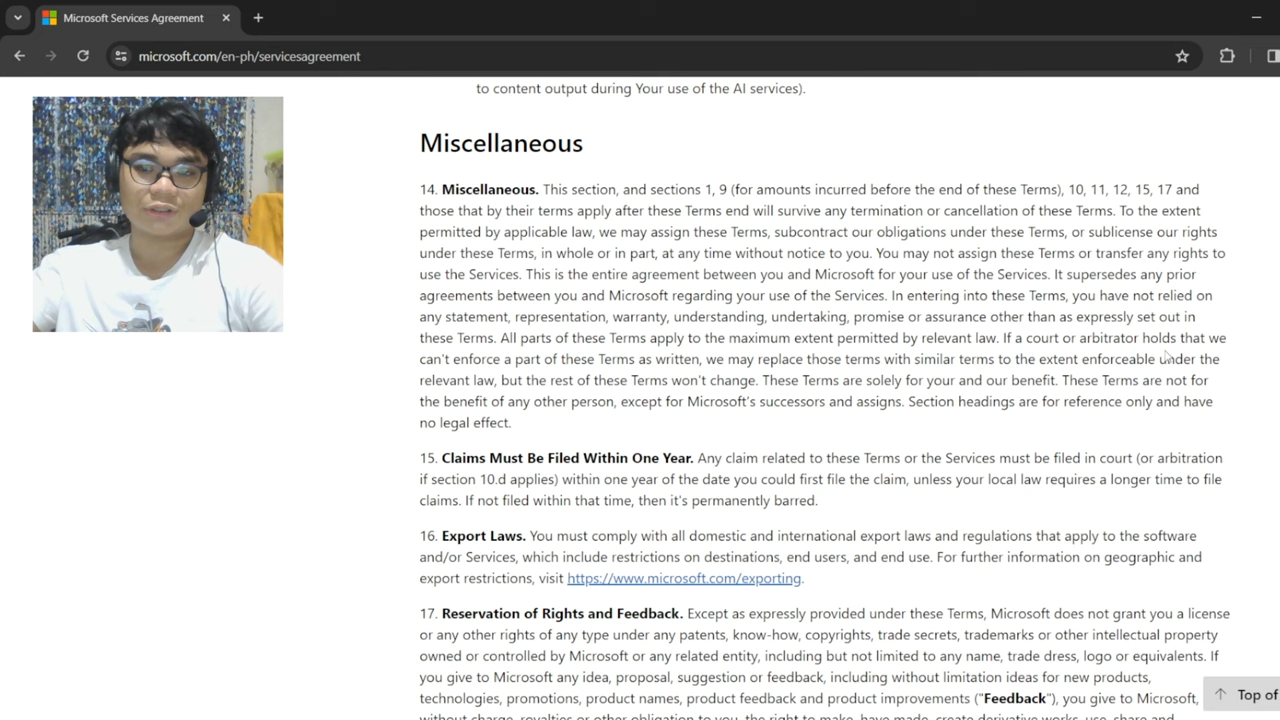 Microsoft Services Agreement
microsoft.com/en-ph/servicesagreement
to content output during Your use of the AI services).
Miscellaneous
14. Miscellaneous. This section, and sections 1, 9 (for amounts incurred before the end of these Terms), 10, 11, 12, 15, 17 and
those that by their terms apply after these Terms end will survive any termination or cancellation of these Terms. To the extent
permitted by applicable law, we may assign these Terms, subcontract our obligations under these Terms, or sublicense our rights
under these Terms, in whole or in part, at any time without notice to you. You may not assign these Terms or transfer any rights to
use the Services. This is the entire agreement between you and Microsoft for your use of the Services. It supersedes any prior
agreements between you and Microsoft regarding your use of the Services. In entering into these Terms, you have not relied on
any statement, representation, warranty, understanding, undertaking, promise or assurance other than as expressly set out in
these Terms. All parts of these Terms apply to the maximum extent permitted by relevant law. If a court or arbitrator holds that we
can't enforce a part of these Terms as written, we may replace those terms with similar terms to the extent enforceable under the
relevant law, but the rest of these Terms won't change. These Terms are solely for your and our benefit. These Terms are not for
the benefit of any other person, except for Microsoft's successors and assigns. Section headings are for reference only and have
no legal effect.
15. Claims Must Be Filed Within One Year. Any claim related to these Terms or the Services must be filed in court (or arbitration
if section 10.d applies) within one year of the date you could first file the claim, unless your local law requires a longer time to file
claims. If not filed within that time, then it's permanently barred.
16. Export Laws. You must comply with all domestic and international export laws and regulations that apply to the software
and/or Services, which include restrictions on destinations, end users, and end use. For further information on geographic and
export restrictions, visit https://www.microsoft.com/exporting.
17. Reservation of Rights and Feedback. Except as expressly provided under these Terms, Microsoft does not grant you a license
or any other rights of any type under any patents, know-how, copyrights, trade secrets, trademarks or other intellectual property
owned or controlled by Microsoft or any related entity, including but not limited to any name, trade dress, logo or equivalents. If
you give to Microsoft any idea, proposal, suggestion or feedback, including without limitation ideas for new products,
technologies, promotions, product names, product feedback and product improvements ("Feedback"), you give to Microsoft,
Top of